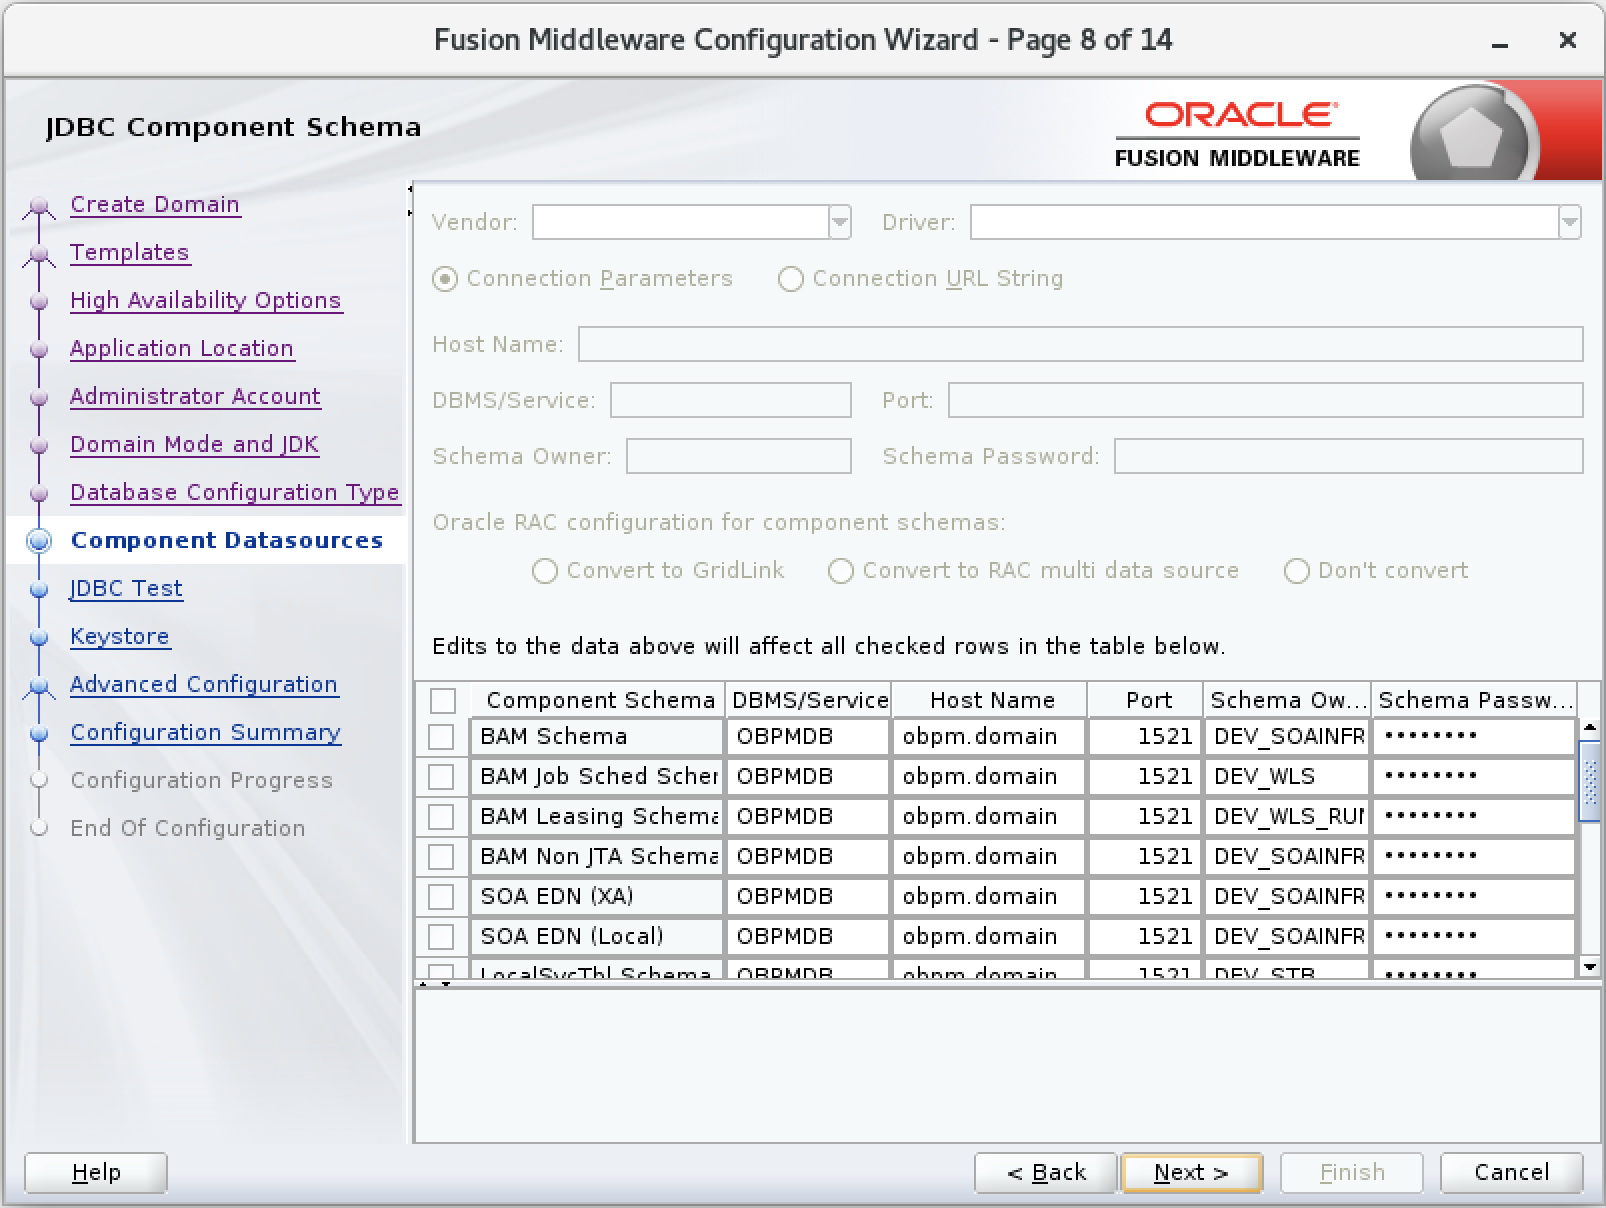 Fusion Middleware Configuration Wizard - Page 8 of 14
JDBC Component Schema
ORACLE
FUSION MIDDLEWARE
Create Domain
Templates
High Availability Options
Application Location
Administrator Account
Domain Mode and JDK
Database Configuration Type
Component Datasources
JDBC Test
Keystore
Advanced Configuration
Configuration Summary
Configuration Progress
End Of Configuration
Vendor: Driver:
Connection Parameters Connection URL String
Host Name:
DBMS/Service: Port:
Schema Owner: Schema Password:
Oracle RAC configuration for component schemas:
Convert to GridLink Convert to RAC multi data source Don't convert
Edits to the data above will affect all checked rows in the table below.
Component Schema DBMS/Service Host Name Port Schema Ow... Schema Passw...
BAM Schema OBPMDB obpm.domain 1521 DEV_SOAINFR ••••••••
BAM Job Sched Scher OBPMDB obpm.domain 1521 DEV_WLS ••••••••
BAM Leasing Schema OBPMDB obpm.domain 1521 DEV_WLS_RUN ••••••••
BAM Non JTA Schema OBPMDB obpm.domain 1521 DEV_SOAINFR ••••••••
SOA EDN (XA) OBPMDB obpm.domain 1521 DEV_SOAINFR ••••••••
SOA EDN (Local) OBPMDB obpm.domain 1521 DEV_SOAINFR ••••••••
LocalSvcTbl Schema OBPMDB obpm.domain 1521 DEV_STB ••••••••
Help < Back Next > Finish Cancel